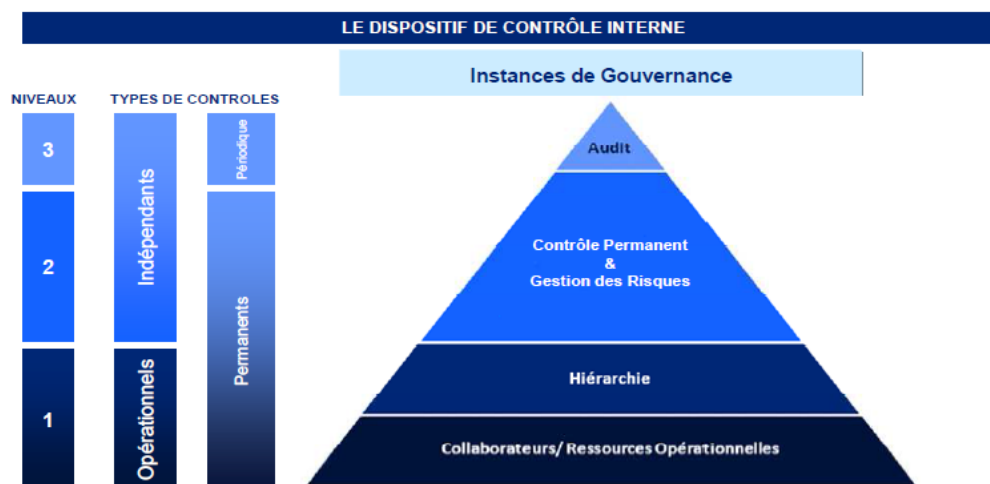 LE DISPOSITIF DE CONTRÔLE INTERNE
Instances de Gouvernance
NIVEAUX
TYPES DE CONTROLES
3
2
1
Indépendants
Opérationnels
Périodique
Permanents
Audit
Contrôle Permanent
&
Gestion des Risques
Hiérarchie
Collaborateurs/ Ressources Opérationnelles